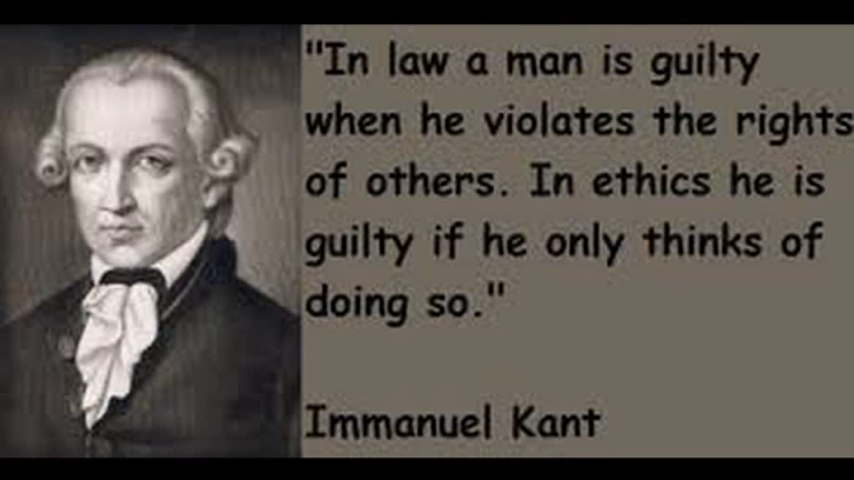 "In law a man is guilty
when he violates the rights
of others. In ethics he is
guilty if he only thinks of
doing so."
Immanuel Kant